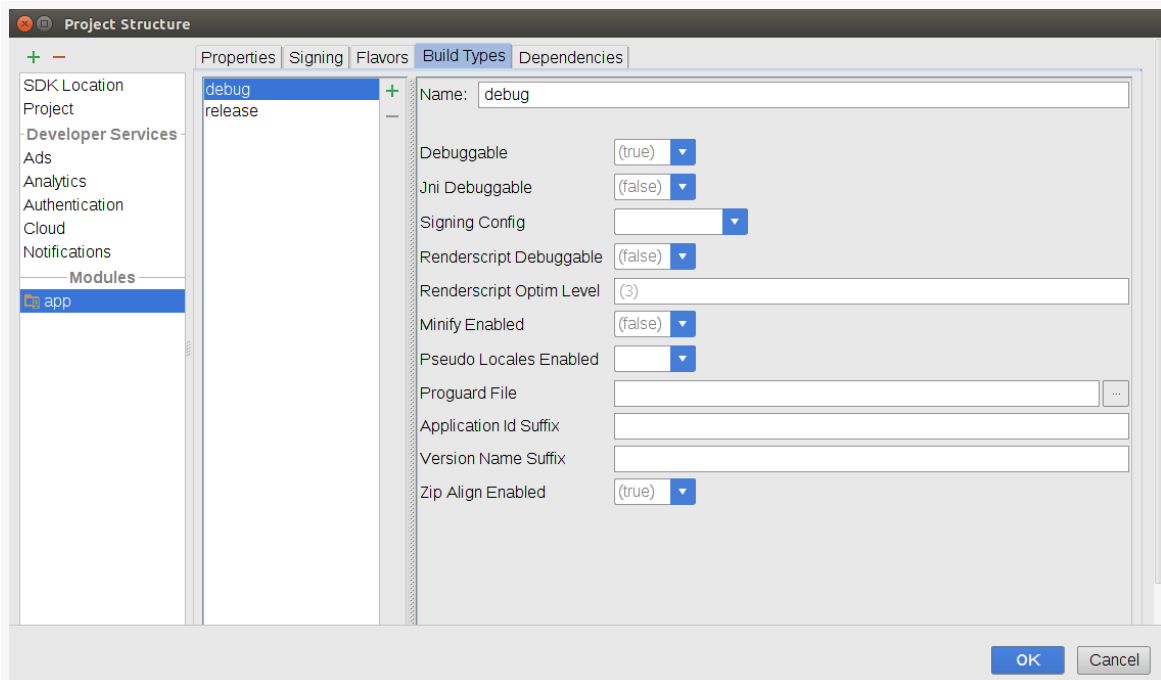 Project Structure
SDK Location
Project
Developer Services
Ads
Analytics
Authentication
Cloud
Notifications
Modules
app
Properties Signing Flavors Build Types Dependencies
debug
release
Name: debug
Debuggable (true)
Jni Debuggable (false)
Signing Config
Renderscript Debuggable (false)
Renderscript Optim Level (3)
Minify Enabled (false)
Pseudo Locales Enabled
Proguard File ...
Application Id Suffix
Version Name Suffix
Zip Align Enabled (true)
OK Cancel